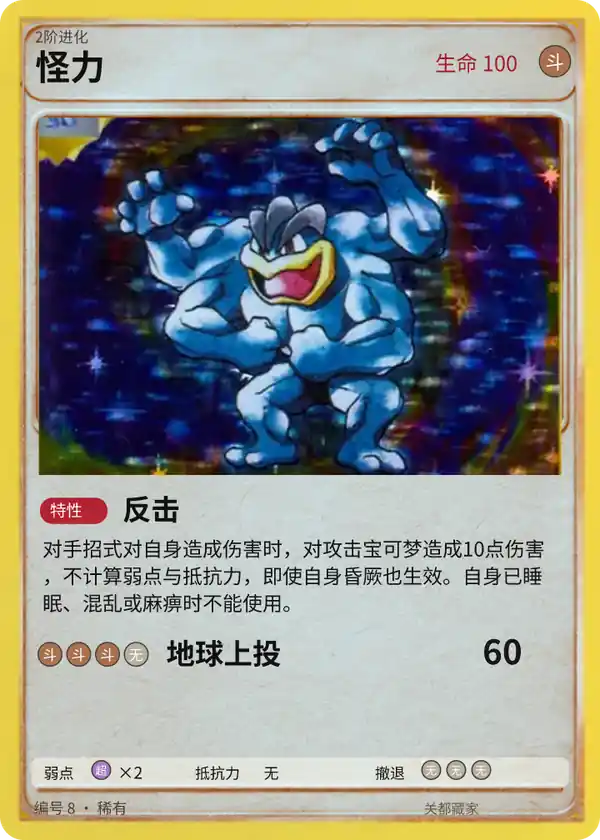 2阶进化
怪力
生命 100 斗
特性 反击
对手招式对自身造成伤害时，对攻击宝可梦造成10点伤害
，不计算弱点与抵抗力，即使自身昏厥也生效。自身已睡
眠、混乱或麻痹时不能使用。
斗 斗 斗 无 地球上投 60
弱点 超 ×2 抵抗力 无 撤退 无 无 无
编号 8 · 稀有 关都藏家